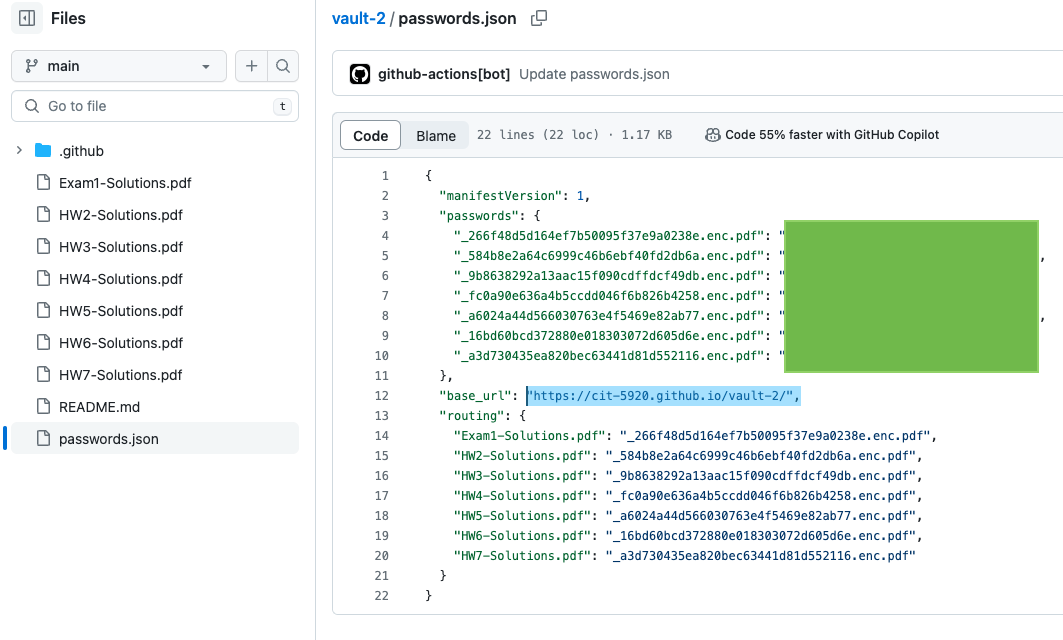 Files
main
Go to file
t
.github
Exam1-Solutions.pdf
HW2-Solutions.pdf
HW3-Solutions.pdf
HW4-Solutions.pdf
HW5-Solutions.pdf
HW6-Solutions.pdf
HW7-Solutions.pdf
README.md
passwords.json
vault-2 / passwords.json
github-actions[bot] Update passwords.json
Code Blame 22 lines (22 loc) · 1.17 KB Code 55% faster with GitHub Copilot
1 {
2 "manifestVersion": 1,
3 "passwords": {
4 "_266f48d5d164ef7b50095f37e9a0238e.enc.pdf": "
5 "_584b8e2a64c6999c46b6ebf40fd2db6a.enc.pdf": " ,
6 "_9b8638292a13aac15f090cdffdcf49db.enc.pdf": "
7 "_fc0a90e636a4b5ccdd046f6b826b4258.enc.pdf": "
8 "_a6024a44d566030763e4f5469e82ab77.enc.pdf": " ,
9 "_16bd60bcd372880e018303072d605d6e.enc.pdf": "
10 "_a3d730435ea820bec63441d81d552116.enc.pdf": "
11 },
12 "base_url": "https://cit-5920.github.io/vault-2/",
13 "routing": {
14 "Exam1-Solutions.pdf": "_266f48d5d164ef7b50095f37e9a0238e.enc.pdf",
15 "HW2-Solutions.pdf": "_584b8e2a64c6999c46b6ebf40fd2db6a.enc.pdf",
16 "HW3-Solutions.pdf": "_9b8638292a13aac15f090cdffdcf49db.enc.pdf",
17 "HW4-Solutions.pdf": "_fc0a90e636a4b5ccdd046f6b826b4258.enc.pdf",
18 "HW5-Solutions.pdf": "_a6024a44d566030763e4f5469e82ab77.enc.pdf",
19 "HW6-Solutions.pdf": "_16bd60bcd372880e018303072d605d6e.enc.pdf",
20 "HW7-Solutions.pdf": "_a3d730435ea820bec63441d81d552116.enc.pdf"
21 }
22 }